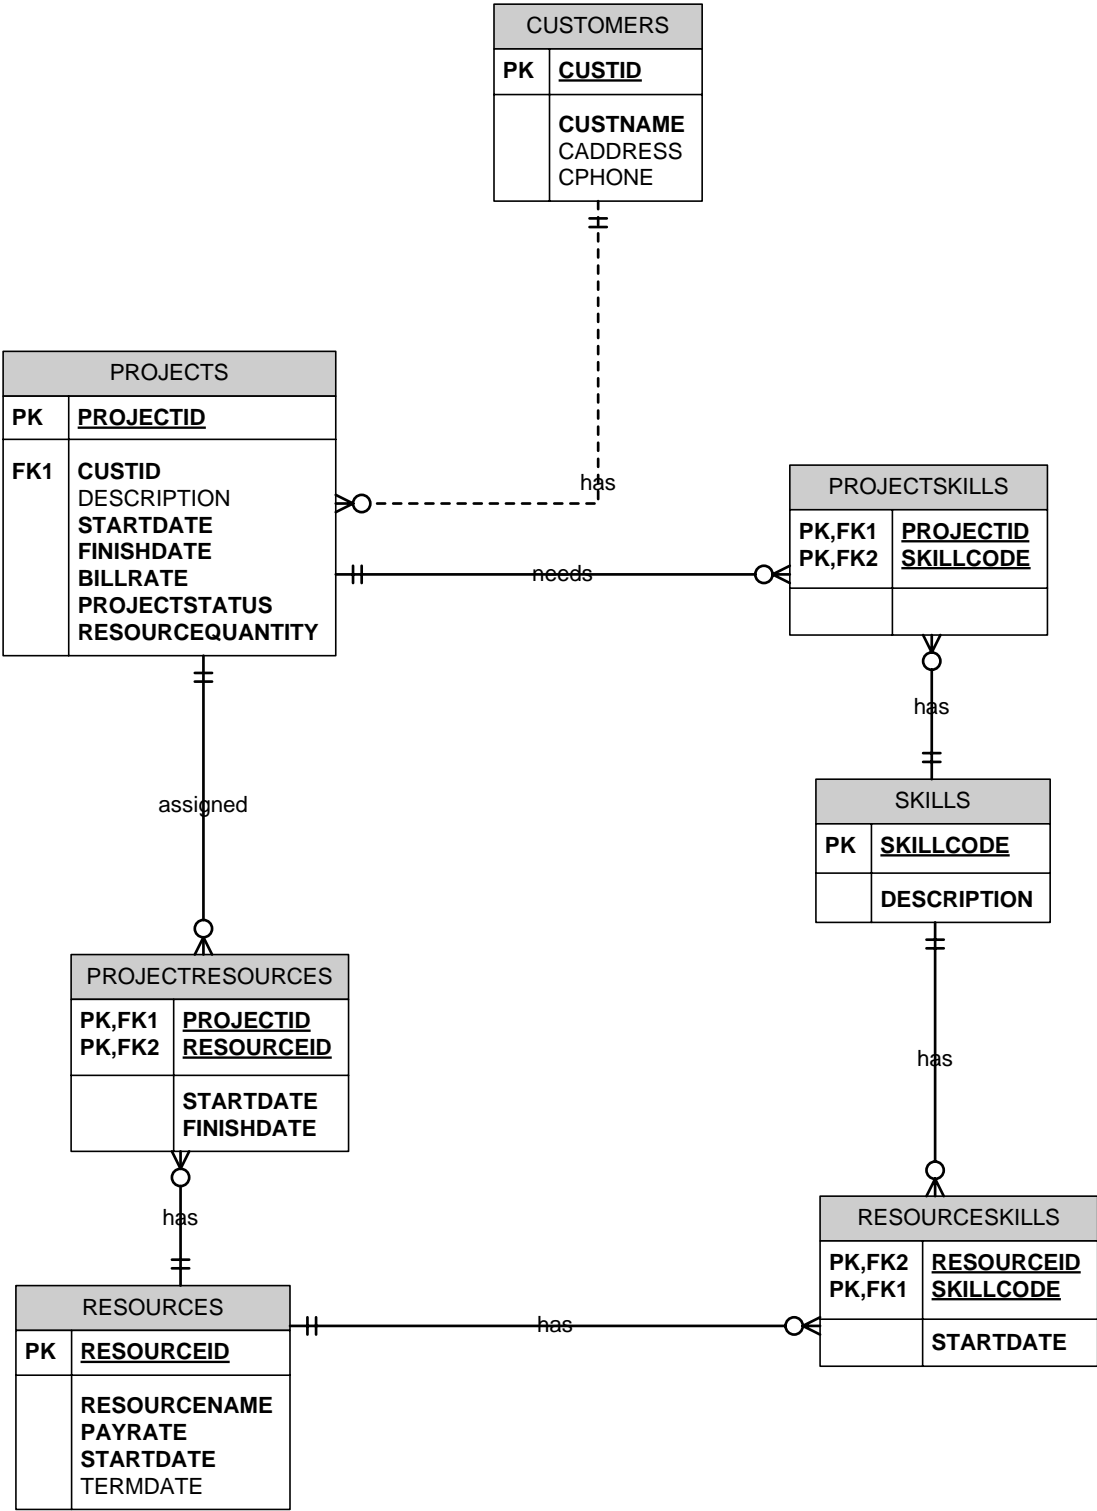 CUSTOMERS
PK CUSTID
CUSTNAME
CADDRESS
CPHONE
has
PROJECTS
PK PROJECTID
FK1 CUSTID
DESCRIPTION
STARTDATE
FINISHDATE
BILLRATE
PROJECTSTATUS
RESOURCEQUANTITY
needs
PROJECTSKILLS
PK,FK1 PROJECTID
PK,FK2 SKILLCODE
has
SKILLS
PK SKILLCODE
DESCRIPTION
assigned
PROJECTRESOURCES
PK,FK1 PROJECTID
PK,FK2 RESOURCEID
STARTDATE
FINISHDATE
has
has
RESOURCESKILLS
PK,FK2 RESOURCEID
PK,FK1 SKILLCODE
STARTDATE
RESOURCES
PK RESOURCEID
RESOURCENAME
PAYRATE
STARTDATE
TERMDATE
has